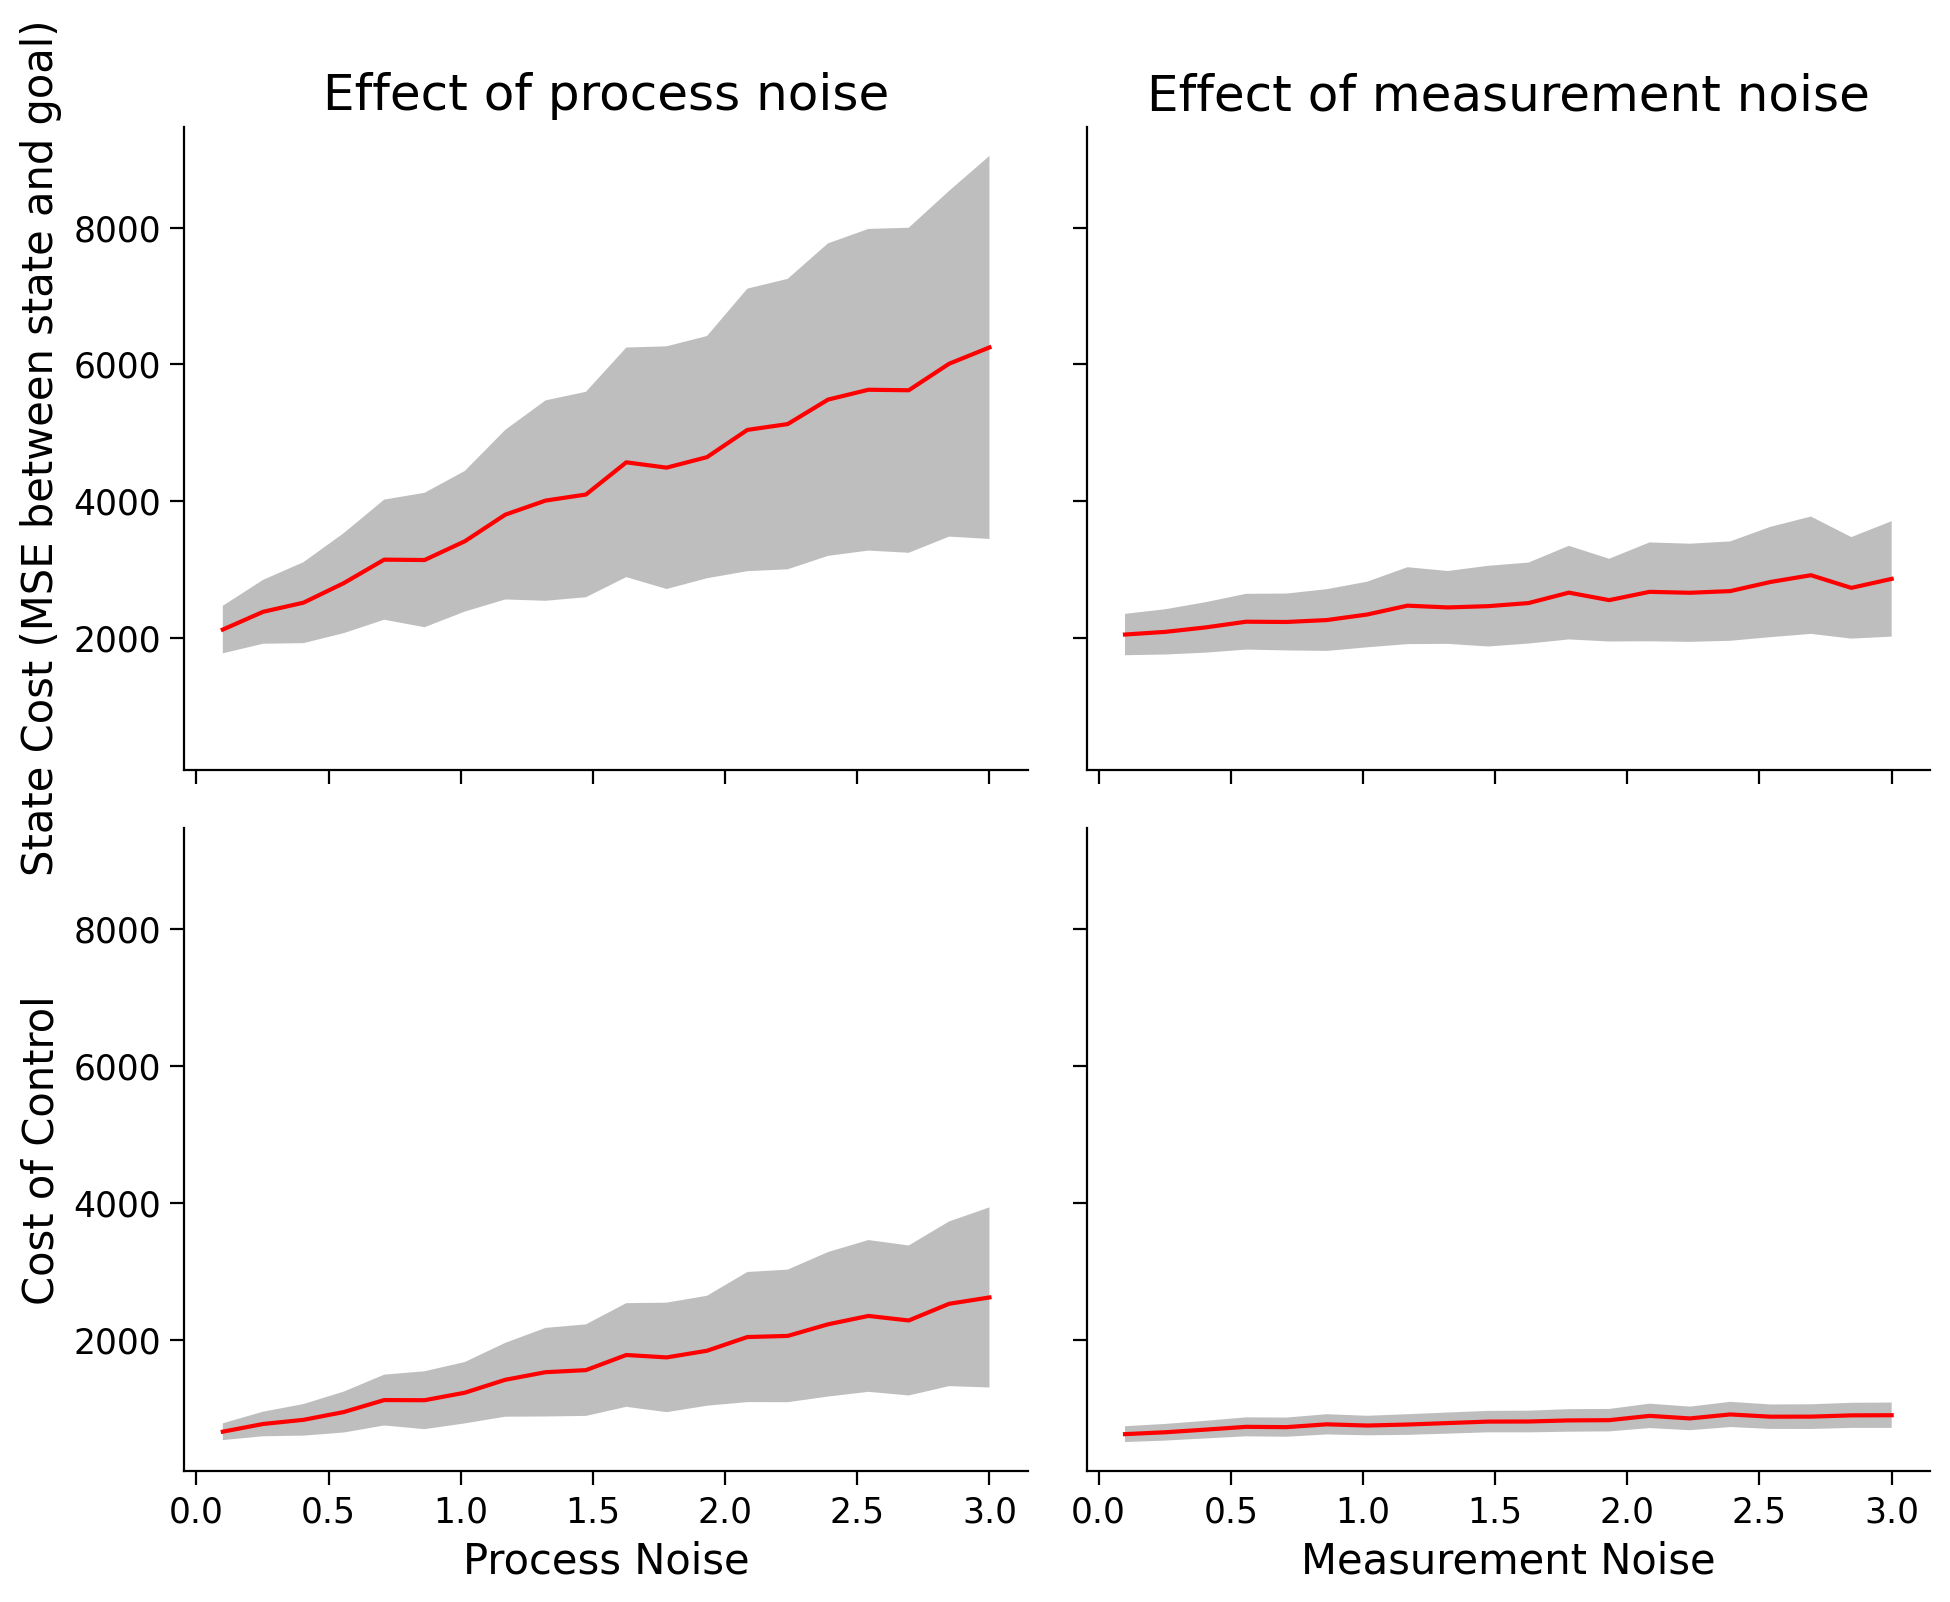 Effect of process noise
Effect of measurement noise
State Cost (MSE between state and goal)
8000
6000
4000
2000
Cost of Control
8000
6000
4000
2000
0.0 0.5 1.0 1.5 2.0 2.5 3.0
0.0 0.5 1.0 1.5 2.0 2.5 3.0
Process Noise
Measurement Noise